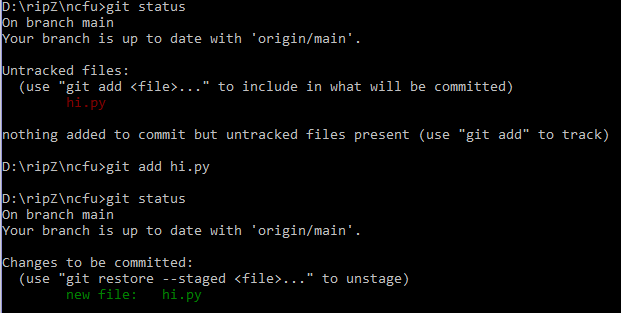 D:\ripZ\ncfu>git status
On branch main
Your branch is up to date with 'origin/main'.
Untracked files:
(use "git add <file>..." to include in what will be committed)
hi.py
nothing added to commit but untracked files present (use "git add" to track)
D:\ripZ\ncfu>git add hi.py
D:\ripZ\ncfu>git status
On branch main
Your branch is up to date with 'origin/main'.
Changes to be committed:
(use "git restore --staged <file>..." to unstage)
new file:   hi.py